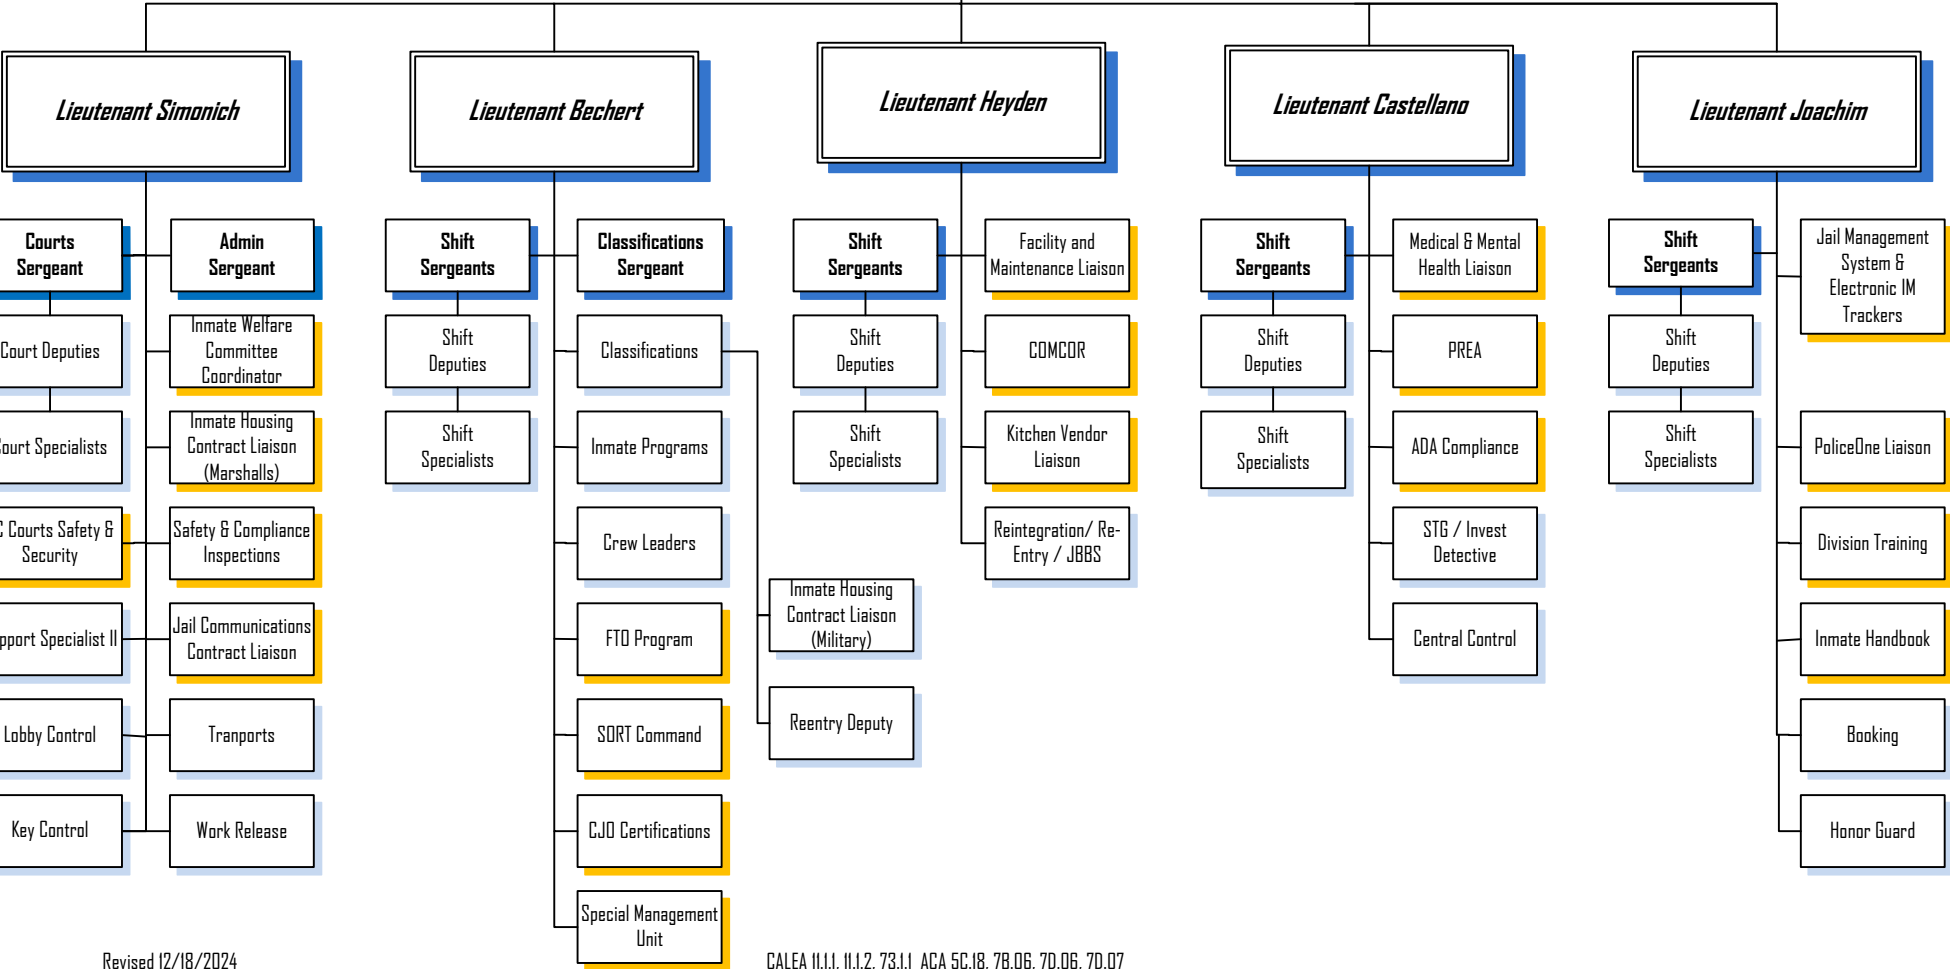 Lieutenant Simonich
Lieutenant Bechert
Lieutenant Heyden
Lieutenant Castellano
Lieutenant Joachim
Courts
Sergeant
Admin
Sergeant
Court Deputies
Inmate Welfare
Committee
Coordinator
Court Specialists
Inmate Housing
Contract Liaison
(Marshalls)
Courts Safety &
Security
Safety & Compliance
Inspections
Specialist II
Jail Communications
Contract Liaison
Lobby Control
Tranports
Key Control
Work Release
Shift
Sergeants
Classifications
Sergeant
Shift
Deputies
Classifications
Shift
Specialists
Inmate Programs
Crew Leaders
FTO Program
SORT Command
CJO Certifications
Special Management
Unit
Inmate Housing
Contract Liaison
(Military)
Reentry Deputy
Shift
Sergeants
Facility and
Maintenance Liaison
Shift
Deputies
COMCOR
Shift
Specialists
Kitchen Vendor
Liaison
Reintegration/ Re-
Entry / JBBS
Shift
Sergeants
Medical & Mental
Health Liaison
Shift
Deputies
PREA
Shift
Specialists
ADA Compliance
STG / Invest
Detective
Central Control
Shift
Sergeants
Jail Management
System &
Electronic IM
Trackers
Shift
Deputies
Shift
Specialists
PoliceOne Liaison
Division Training
Inmate Handbook
Booking
Honor Guard
Revised 12/18/2024
CALEA 11.1.1, 11.1.2, 73.1.1 ACA 5C.18, 7B.06, 7D.06, 7D.07